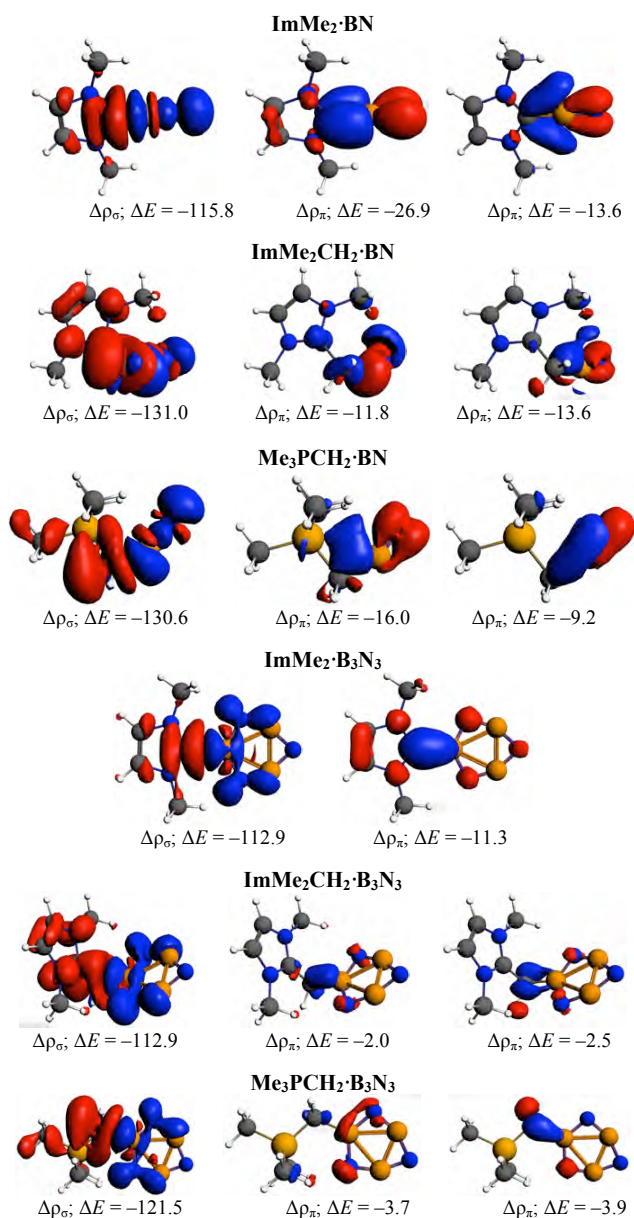 ImMe₂·BN
Δρσ; ΔE = –115.8 Δρπ; ΔE = –26.9 Δρπ; ΔE = –13.6
ImMe₂CH₂·BN
Δρσ; ΔE = –131.0 Δρπ; ΔE = –11.8 Δρπ; ΔE = –13.6
Me₃PCH₂·BN
Δρσ; ΔE = –130.6 Δρπ; ΔE = –16.0 Δρπ; ΔE = –9.2
ImMe₂·B₃N₃
Δρσ; ΔE = –112.9 Δρπ; ΔE = –11.3
ImMe₂CH₂·B₃N₃
Δρσ; ΔE = –112.9 Δρπ; ΔE = –2.0 Δρπ; ΔE = –2.5
Me₃PCH₂·B₃N₃
Δρσ; ΔE = –121.5 Δρπ; ΔE = –3.7 Δρπ; ΔE = –3.9